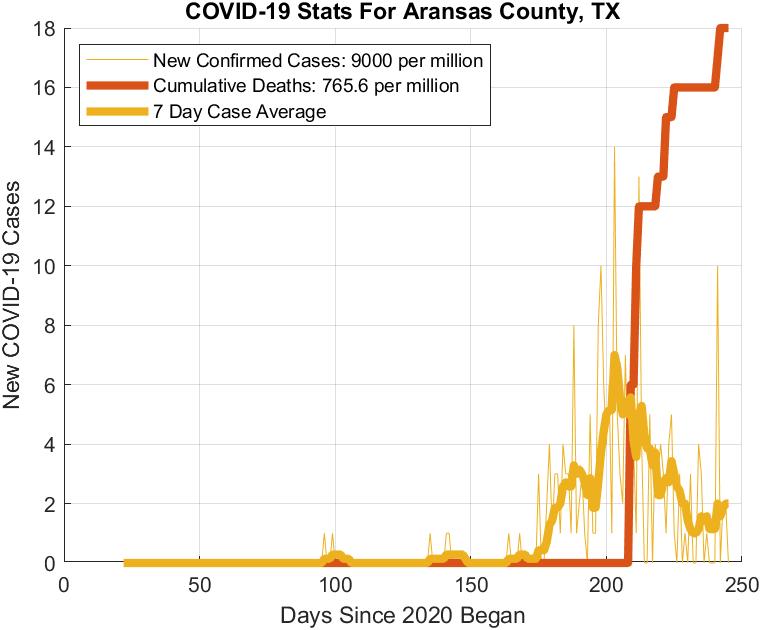 COVID-19 Stats For Aransas County, TX
New Confirmed Cases: 9000 per million
Cumulative Deaths: 765.6 per million
7 Day Case Average
New COVID-19 Cases
18
16
14
12
10
8
6
4
2
0
0 50 100 150 200 250
Days Since 2020 Began